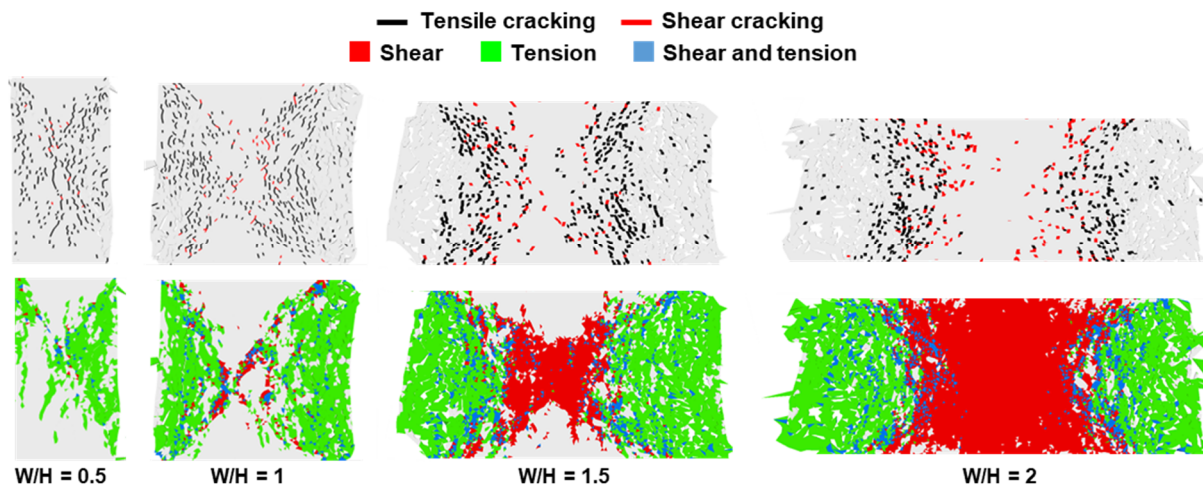 Tensile cracking Shear cracking
Shear Tension Shear and tension
W/H = 0.5 W/H = 1 W/H = 1.5 W/H = 2